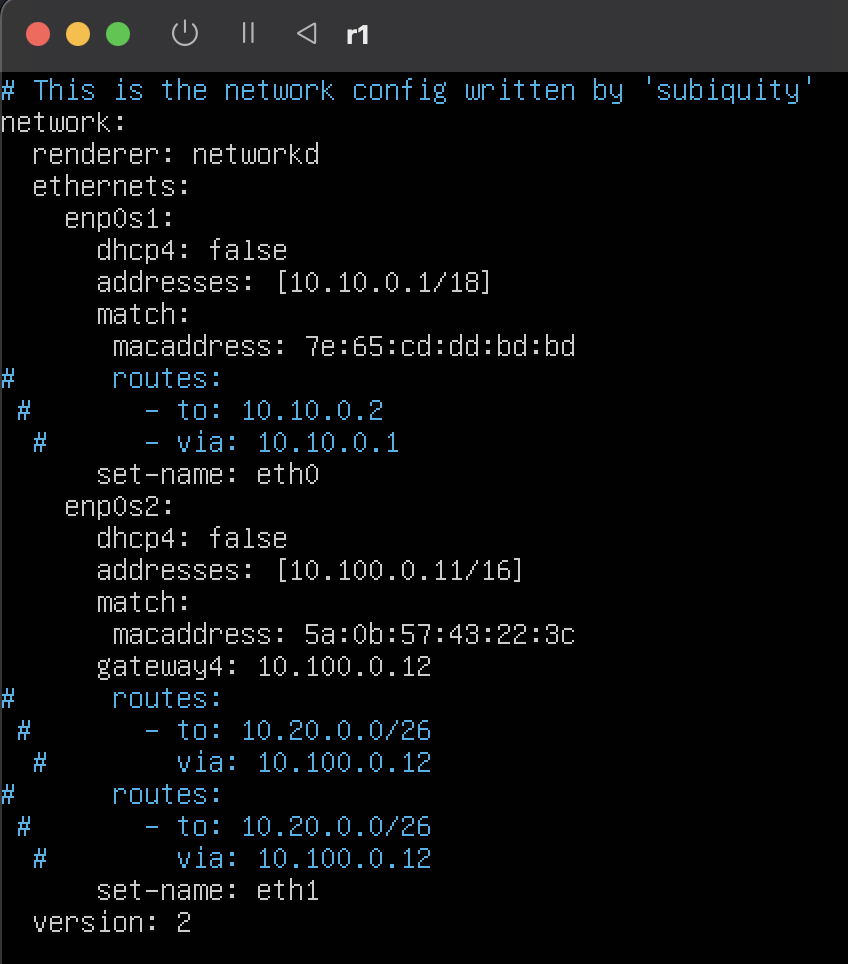 r1
# This is the network config written by 'subiquity'
network:
  renderer: networkd
  ethernets:
    enp0s1:
      dhcp4: false
      addresses: [10.10.0.1/18]
      match:
       macaddress: 7e:65:cd:dd:bd:bd
#      routes:
 #       - to: 10.10.0.2
  #      - via: 10.10.0.1
      set-name: eth0
    enp0s2:
      dhcp4: false
      addresses: [10.100.0.11/16]
      match:
       macaddress: 5a:0b:57:43:22:3c
      gateway4: 10.100.0.12
#      routes:
 #       - to: 10.20.0.0/26
  #        via: 10.100.0.12
#      routes:
 #       - to: 10.20.0.0/26
  #        via: 10.100.0.12
      set-name: eth1
  version: 2